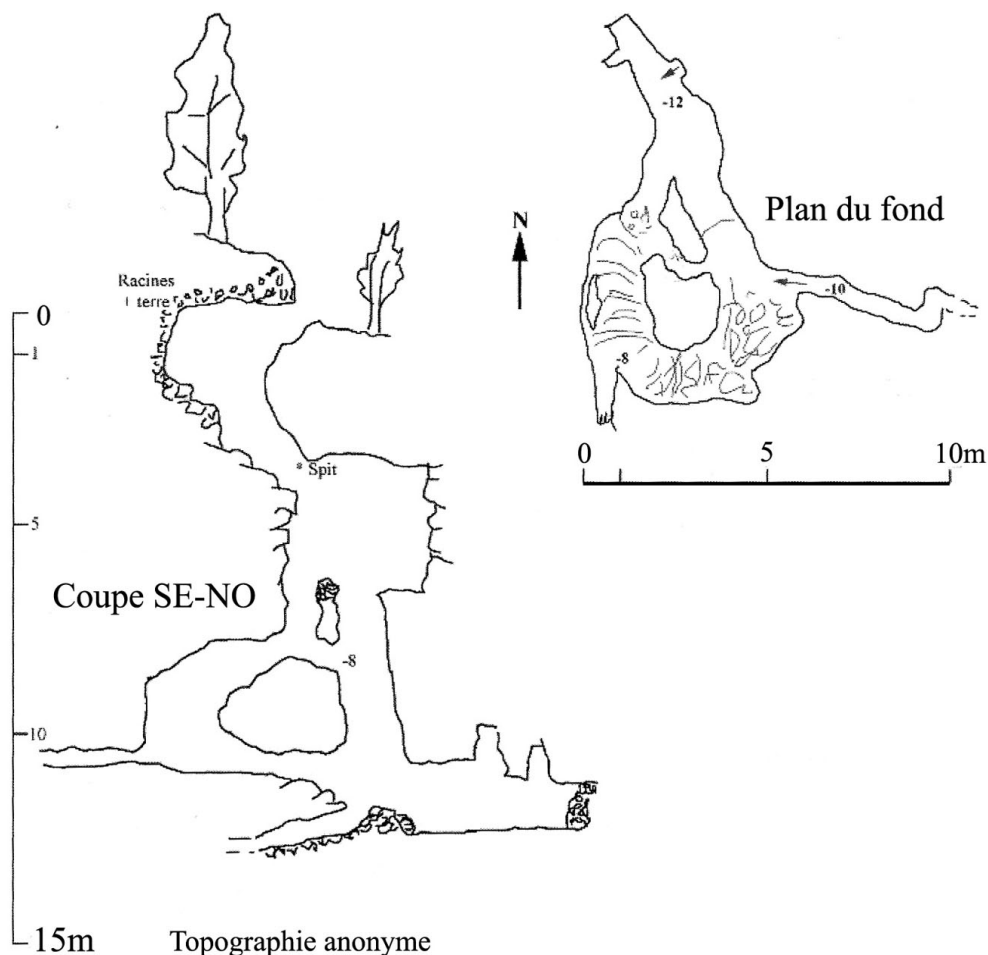 N
-12
Plan du fond
-10
-8
0 5 10m
Racines
+ terre
0
1
* Spit
5
Coupe SE-NO
-8
10
15m
Topographie anonyme